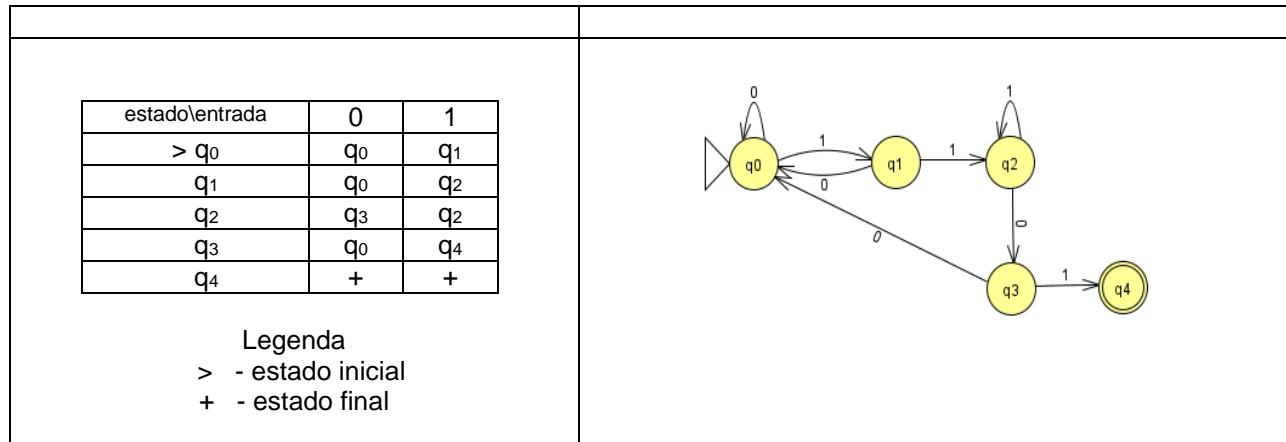 estado\entrada 0 1
> q0 q0 q1
q1 q0 q2
q2 q3 q2
q3 q0 q4
q4 + +
Legenda
> - estado inicial
+ - estado final
0
1
1
1
q0
q1
q2
0
0
0
1
q3
q4